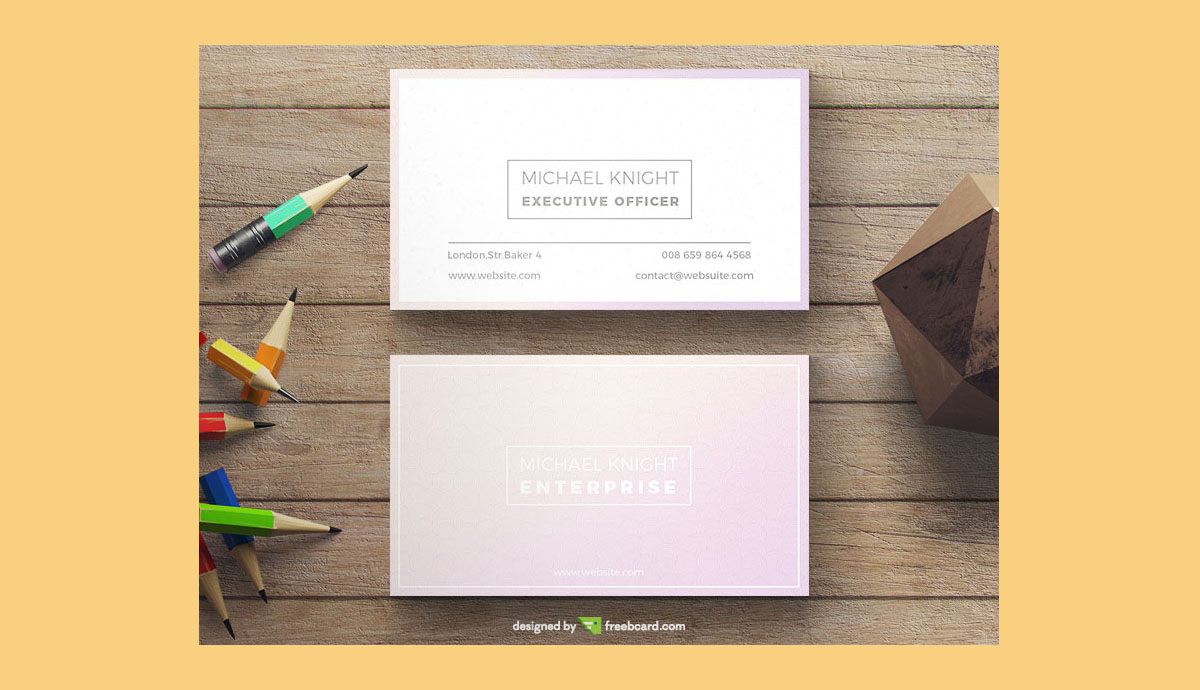 MICHAEL KNIGHT
EXECUTIVE OFFICER
London,Str.Baker 4
008 659 864 4568
www.website.com
contact@websuite.com
MICHAEL KNIGHT
ENTERPRISE
www.website.com
designed by freebcard.com